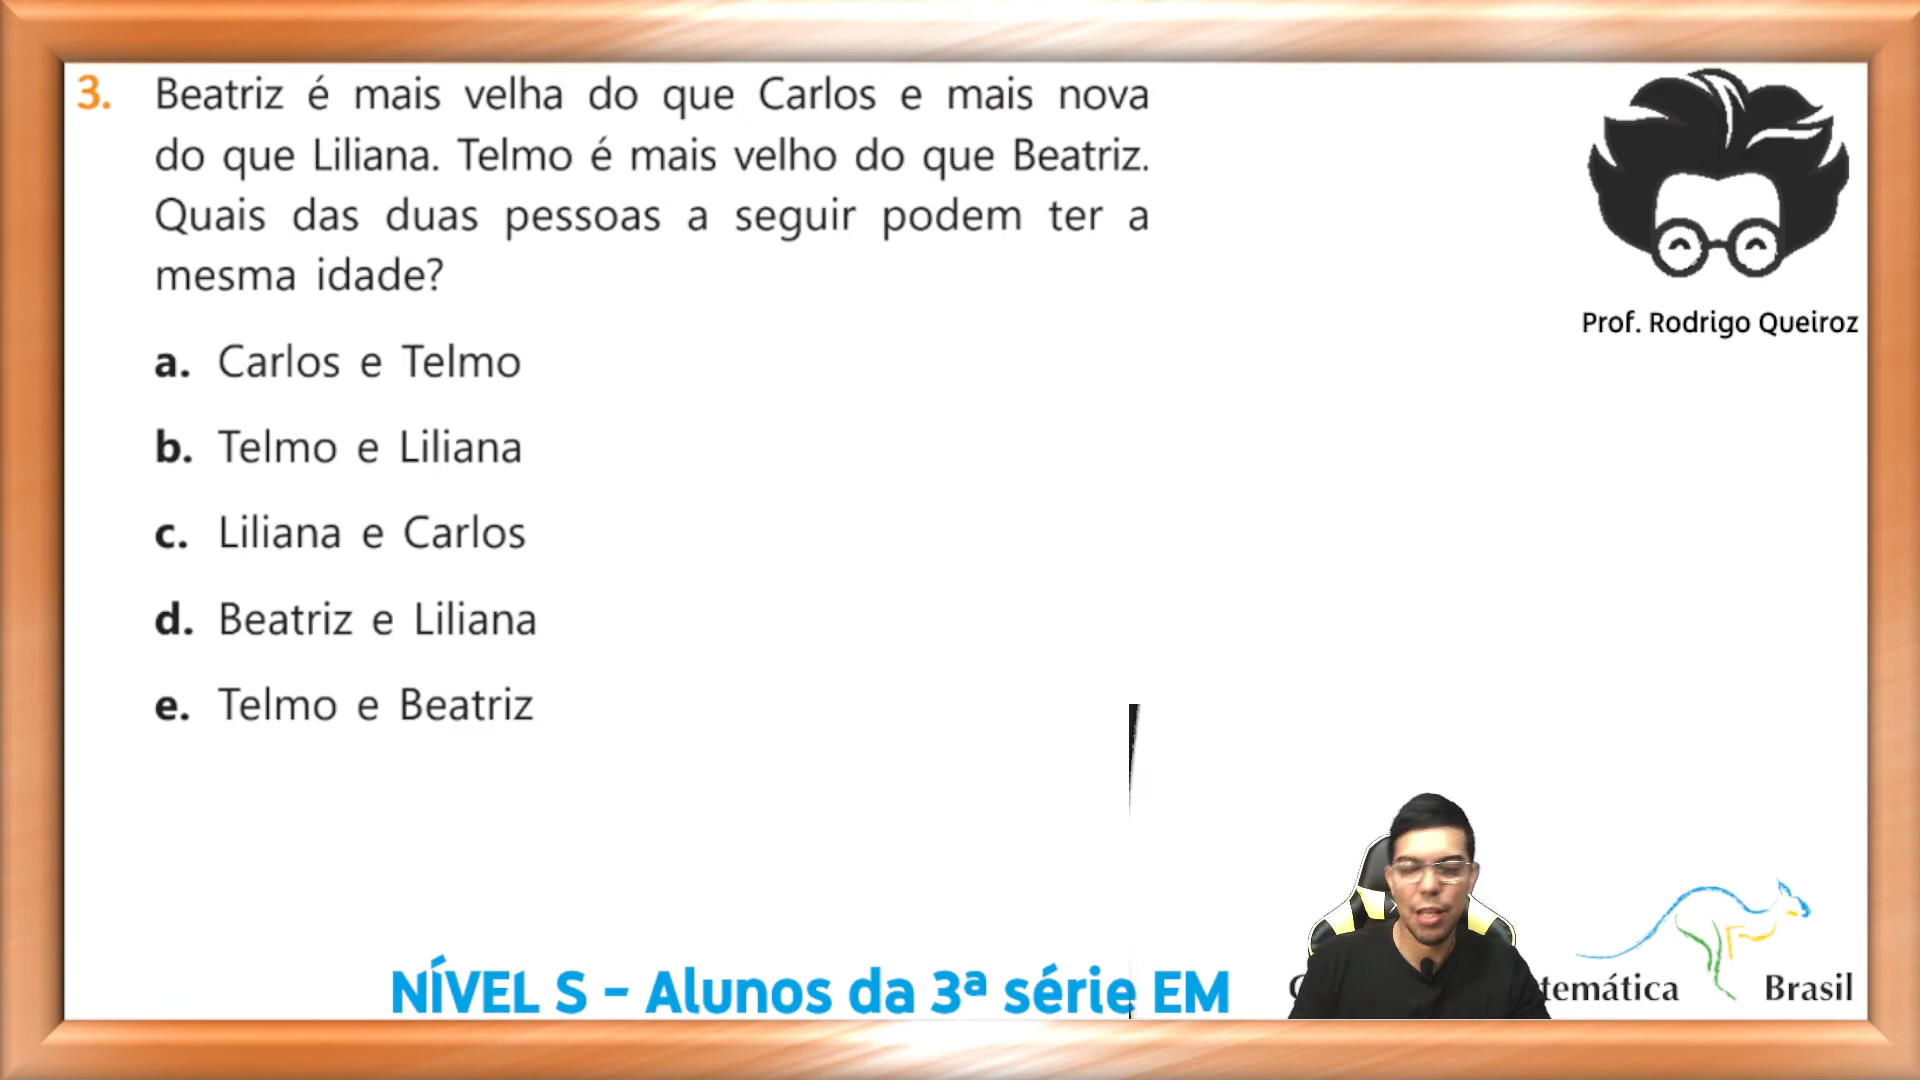 3. Beatriz é mais velha do que Carlos e mais nova
do que Liliana. Telmo é mais velho do que Beatriz.
Quais das duas pessoas a seguir podem ter a
mesma idade?
a. Carlos e Telmo
b. Telmo e Liliana
c. Liliana e Carlos
d. Beatriz e Liliana
e. Telmo e Beatriz
Prof. Rodrigo Queiroz
NÍVEL S - Alunos da 3ª série EM
temática Brasil